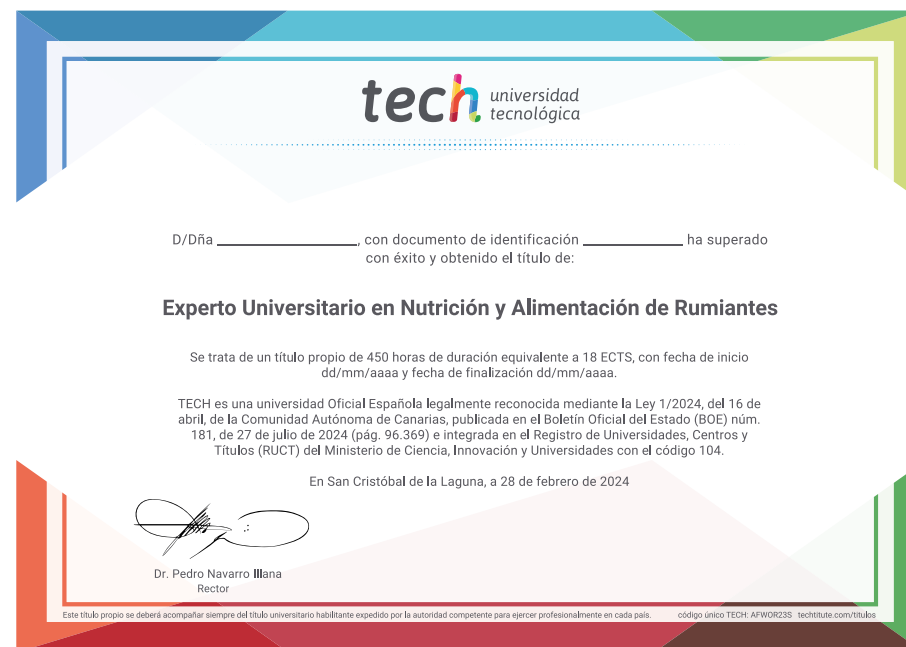 tech universidad
tecnológica
D/Dña ________________, con documento de identificación ____________ ha superado
con éxito y obtenido el título de:
Experto Universitario en Nutrición y Alimentación de Rumiantes
Se trata de un título propio de 450 horas de duración equivalente a 18 ECTS, con fecha de inicio
dd/mm/aaaa y fecha de finalización dd/mm/aaaa.
TECH es una universidad Oficial Española legalmente reconocida mediante la Ley 1/2024, del 16 de
abril, de la Comunidad Autónoma de Canarias, publicada en el Boletín Oficial del Estado (BOE) núm.
181, de 27 de julio de 2024 (pág. 96.369) e integrada en el Registro de Universidades, Centros y
Títulos (RUCT) del Ministerio de Ciencia, Innovación y Universidades con el código 104.
En San Cristóbal de la Laguna, a 28 de febrero de 2024
Dr. Pedro Navarro Illana
Rector
Este título propio se deberá acompañar siempre del título universitario habilitante expedido por la autoridad competente para ejercer profesionalmente en cada país. código único TECH: AFWOR23S techtitute.com/titulos